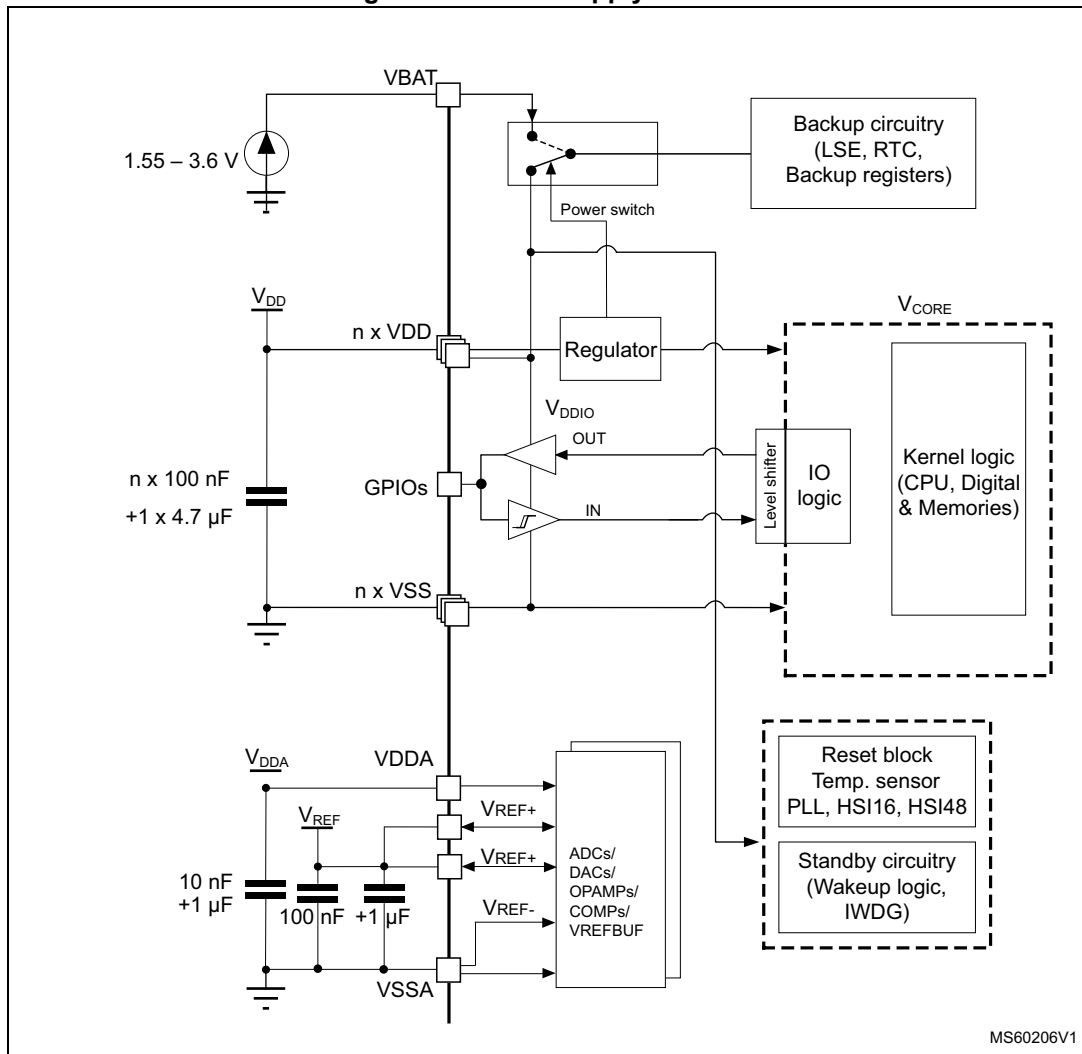 VBAT
1.55 – 3.6 V
Backup circuitry
(LSE, RTC,
Backup registers)
Power switch
VDD
n x VDD
Regulator
VCORE
VDDIO
OUT
GPIOs
IN
Level shifter
IO
logic
Kernel logic
(CPU, Digital
& Memories)
n x 100 nF
+1 x 4.7 µF
n x VSS
VDDA
VDDA
VREF
VREF+
VREF+
VREF-
10 nF
+1 µF
100 nF
+1 µF
ADCs/
DACs/
OPAMPs/
COMPs/
VREFBUF
VSSA
Reset block
Temp. sensor
PLL, HSI16, HSI48
Standby circuitry
(Wakeup logic,
IWDG)
MS60206V1